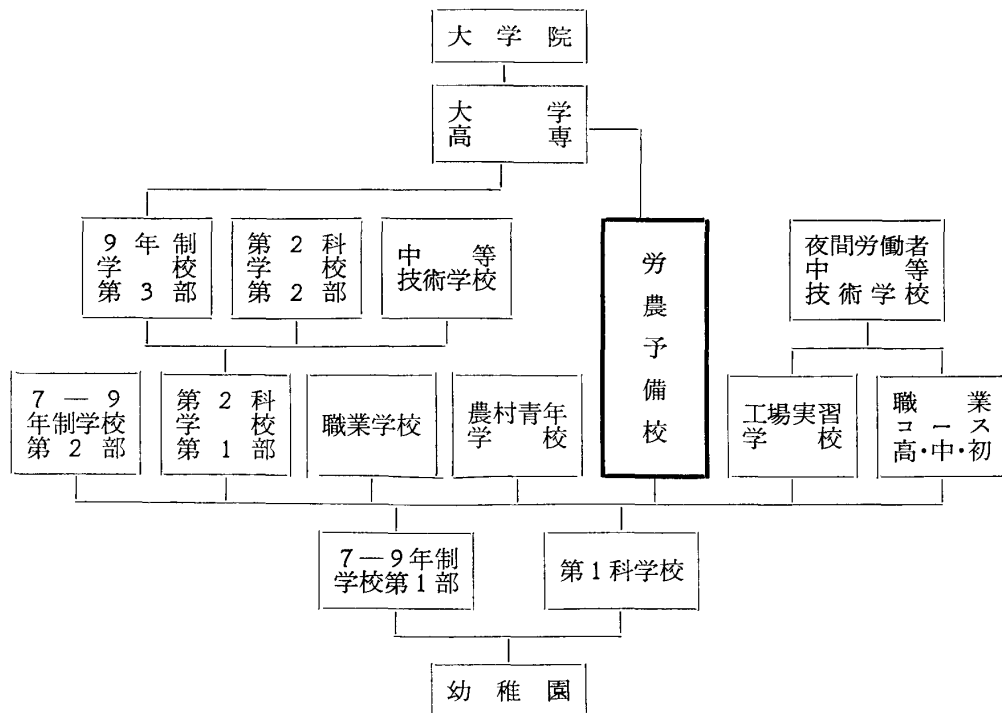 大学院
大学
高専
9年制
学校
第3部
第2科
学校
第2部
中等
技術学校
労農予備校
夜間労働者
中等
技術学校
7—9
年制学校
第2部
第2科
学校
第1部
職業学校
農村青年
学校
工場実習
学校
職業
コース
高・中・初
7—9年制
学校第1部
第1科学校
幼稚園